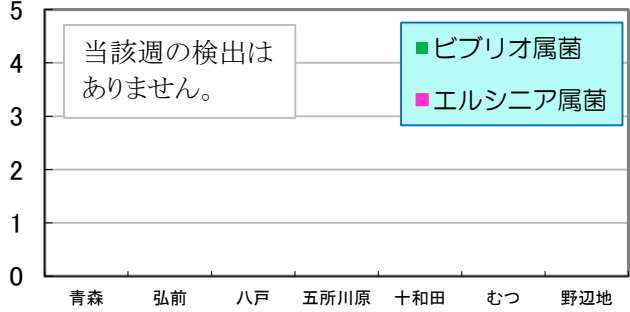 5
4
3
2
1
0
当該週の検出は
ありません。
■ビブリオ属菌
■エルシニア属菌
青森 弘前 八戸 五所川原 十和田 むつ 野辺地